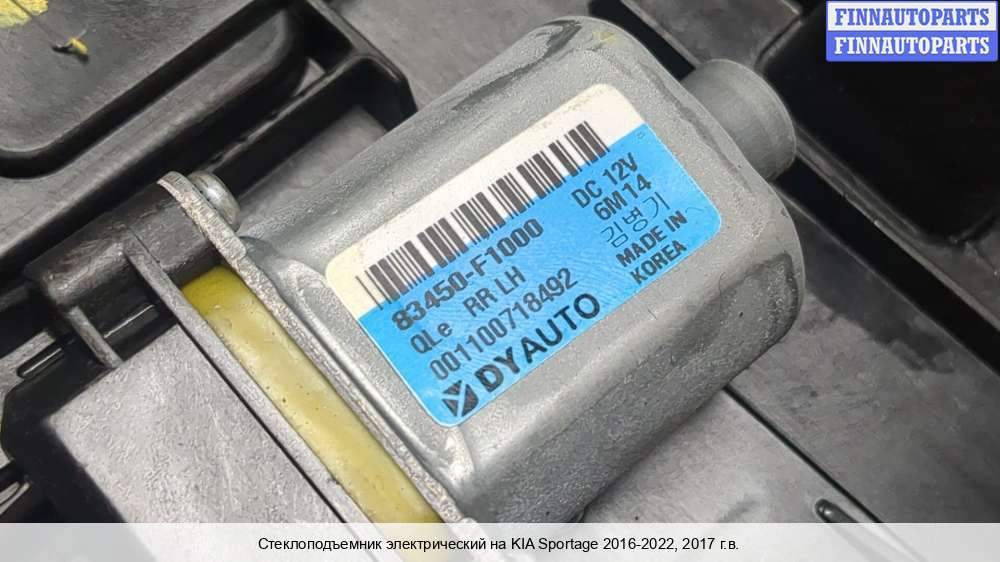 FINNAUTOPARTS
FINNAUTOPARTS
83450-F1000
DC 12V
QLe RR LH
6M14
001100718492
김병기
DYAUTO
MADE IN
KOREA
Стеклоподъемник электрический на KIA Sportage 2016-2022, 2017 г.в.